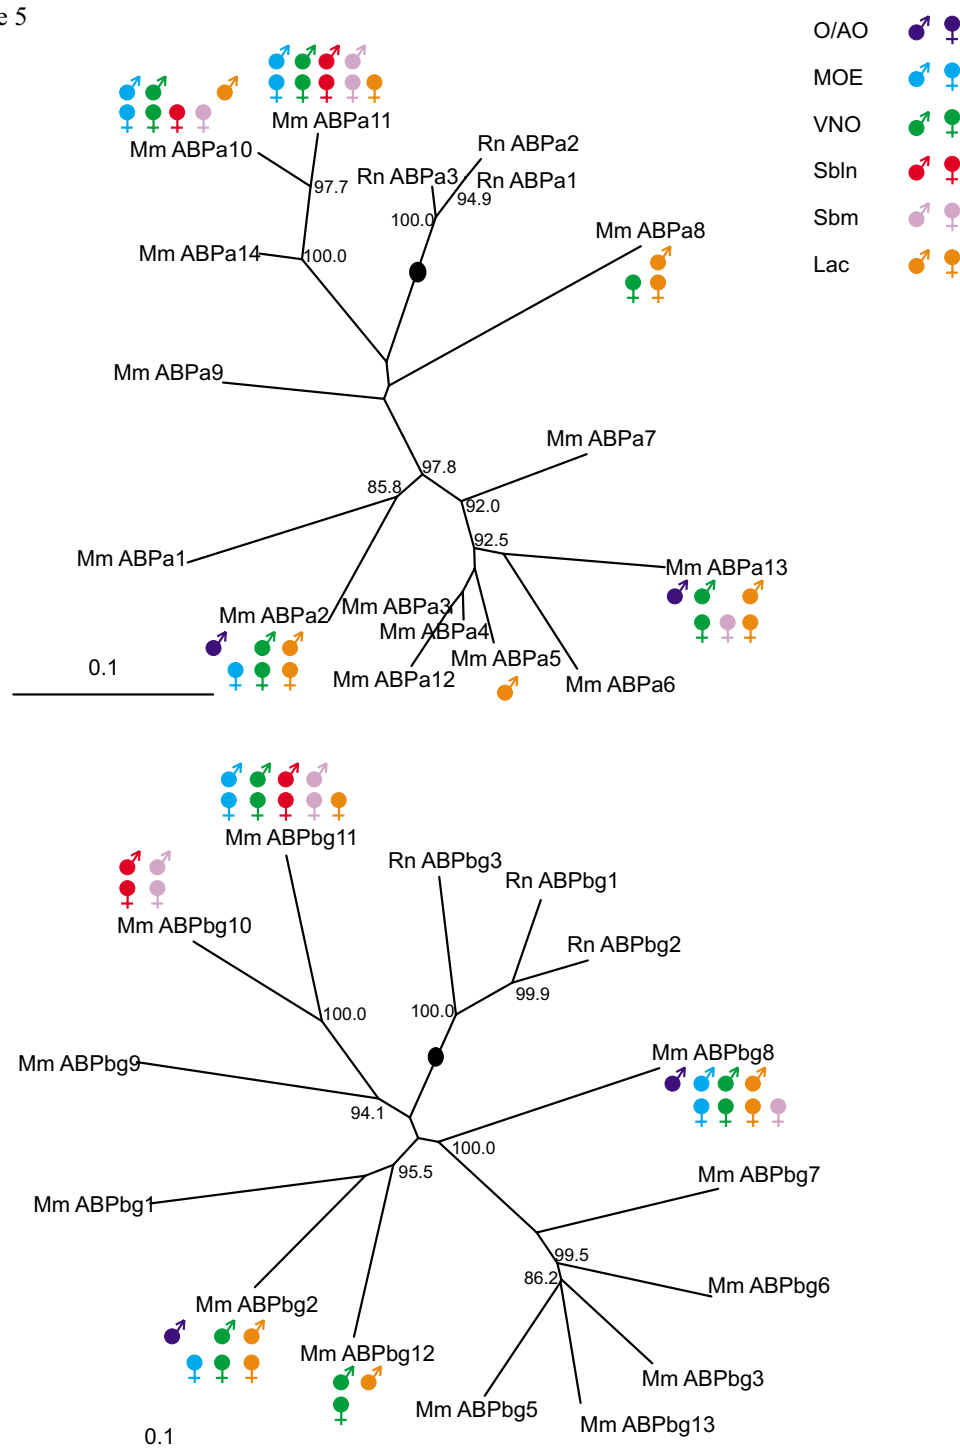 e 5
O/AO
MOE
VNO
Sbln
Sbm
Lac
Mm ABPa11
Mm ABPa10
Rn ABPa2
Rn ABPa3
Rn ABPa1
97.7
94.9
100.0
Mm ABPa8
Mm ABPa14
100.0
Mm ABPa9
Mm ABPa7
97.8
85.8
92.0
92.5
Mm ABPa1
Mm ABPa13
Mm ABPa2
Mm ABPa3
Mm ABPa4
Mm ABPa5
Mm ABPa12
Mm ABPa6
0.1
Mm ABPbg11
Rn ABPbg3
Rn ABPbg1
Mm ABPbg10
Rn ABPbg2
99.9
100.0
100.0
Mm ABPbg9
Mm ABPbg8
94.1
100.0
95.5
Mm ABPbg7
Mm ABPbg1
99.5
86.2
Mm ABPbg6
Mm ABPbg2
Mm ABPbg12
Mm ABPbg3
Mm ABPbg5
Mm ABPbg13
0.1